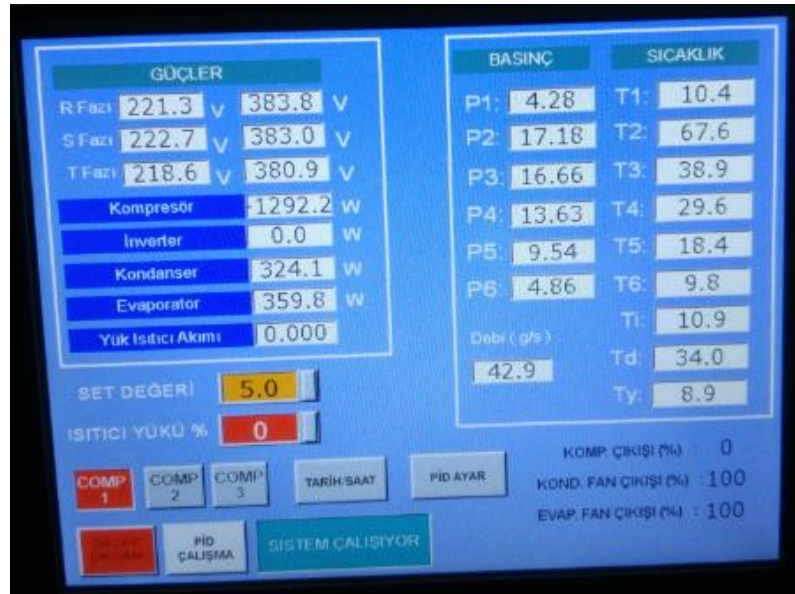 GÜÇLER
R Fazı 221.3 V 383.8 V
S Fazı 222.7 V 383.0 V
T Fazı 218.6 V 380.9 V
Kompresör +1292.2 W
İnverter 0.0 W
Kondanser 324.1 W
Evaporator 359.8 W
Yük Isıtıcı Akımı 0.000
SET DEĞERİ 5.0
ISITICI YÜKÜ % 0
COMP 1
COMP 2
COMP 3
TARİH/SAAT
PİD AYAR
PİD ÇALIŞMA
SİSTEM ÇALIŞIYOR
BASINÇ
P1: 4.28
P2: 17.18
P3: 16.66
P4: 13.63
P5: 9.54
P6: 4.86
Debi ( g/s )
42.9
SICAKLIK
T1: 10.4
T2: 67.6
T3: 38.9
T4: 29.6
T5: 18.4
T6: 9.8
Ti: 10.9
Td: 34.0
Ty: 8.9
KOMP. ÇIKIŞI (%) : 0
KOND. FAN ÇIKIŞI (%) : 100
EVAP. FAN ÇIKIŞI (%) : 100